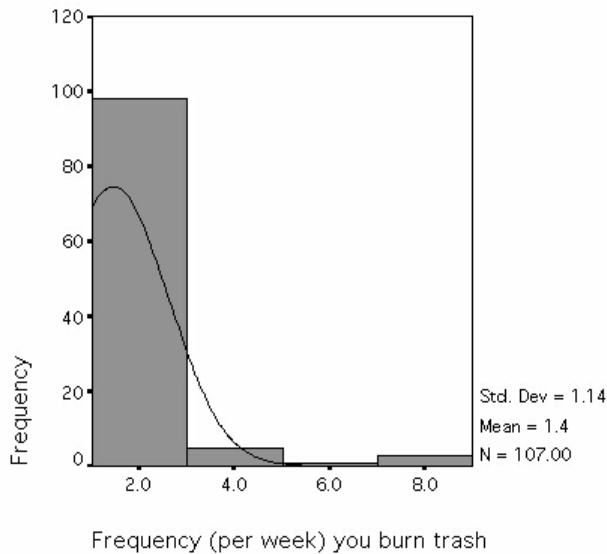 120
100
80
60
40
20
0
Frequency
2.0
4.0
6.0
8.0
Std. Dev = 1.14
Mean = 1.4
N = 107.00
Frequency (per week) you burn trash